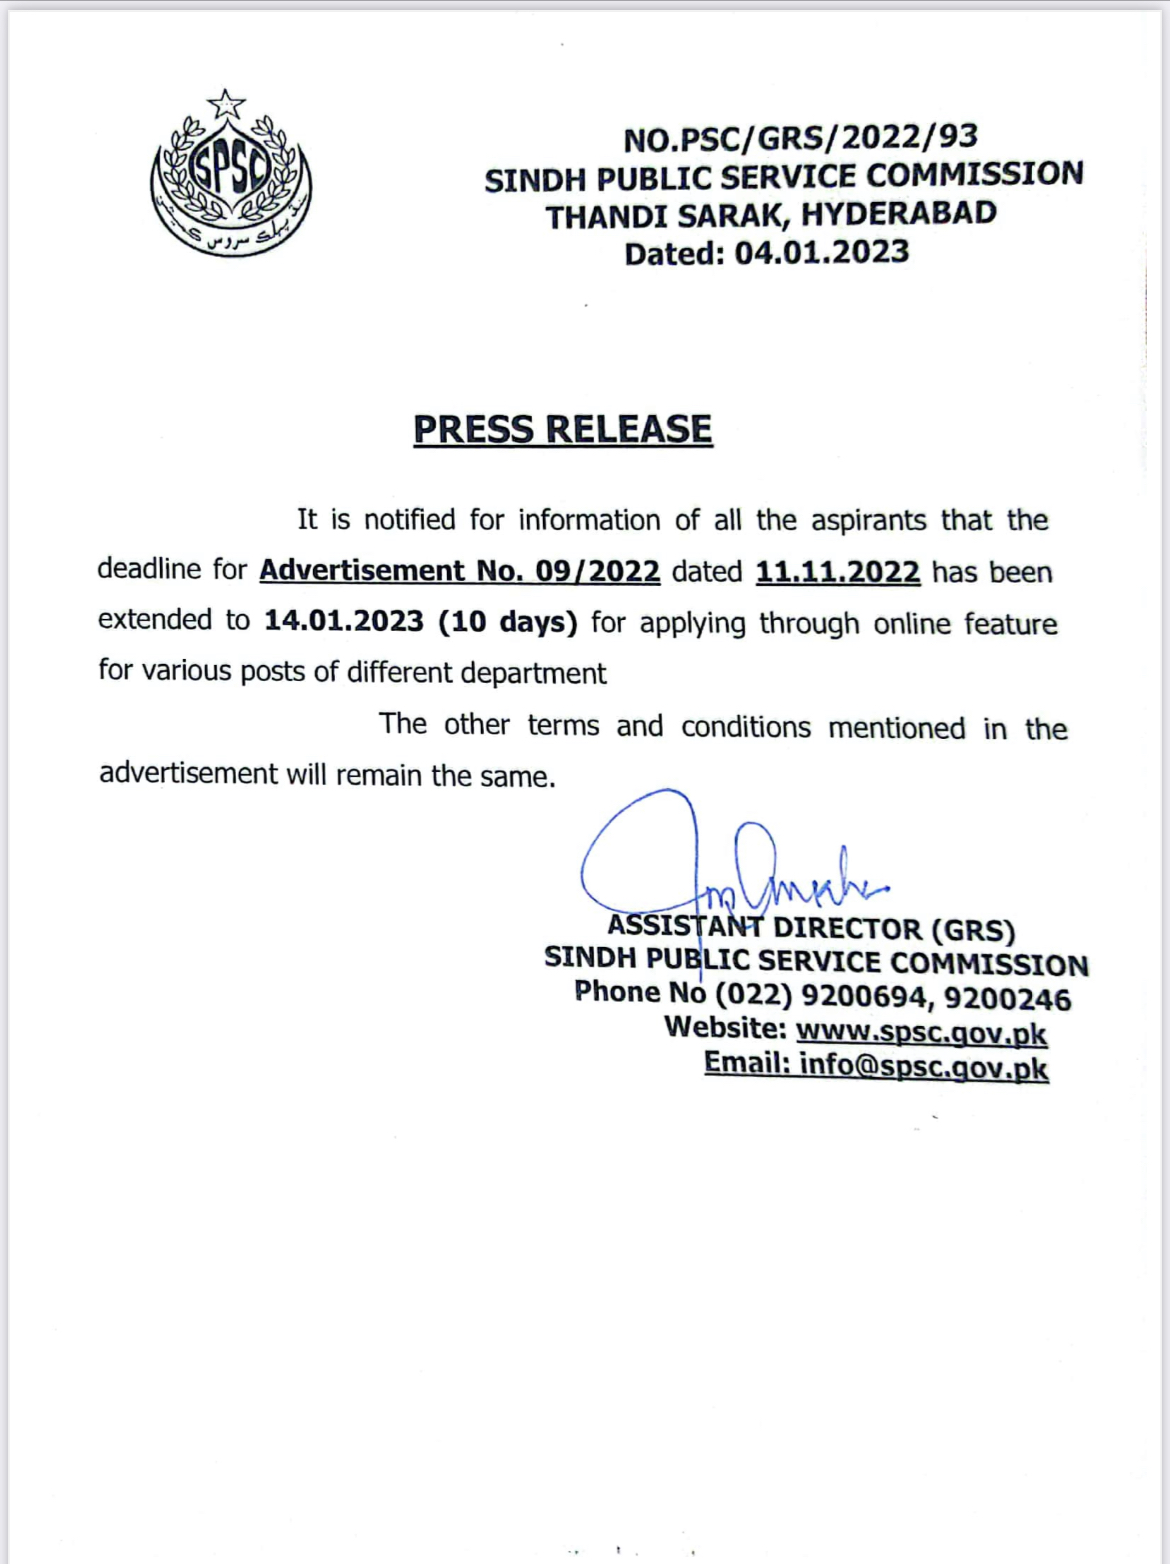 SPSC
سنڌ پبلڪ سروس ڪميشن
NO.PSC/GRS/2022/93
SINDH PUBLIC SERVICE COMMISSION
THANDI SARAK, HYDERABAD
Dated: 04.01.2023
PRESS RELEASE
It is notified for information of all the aspirants that the
deadline for Advertisement No. 09/2022 dated 11.11.2022 has been
extended to 14.01.2023 (10 days) for applying through online feature
for various posts of different department
The other terms and conditions mentioned in the
advertisement will remain the same.
ASSISTANT DIRECTOR (GRS)
SINDH PUBLIC SERVICE COMMISSION
Phone No (022) 9200694, 9200246
Website: www.spsc.gov.pk
Email: info@spsc.gov.pk